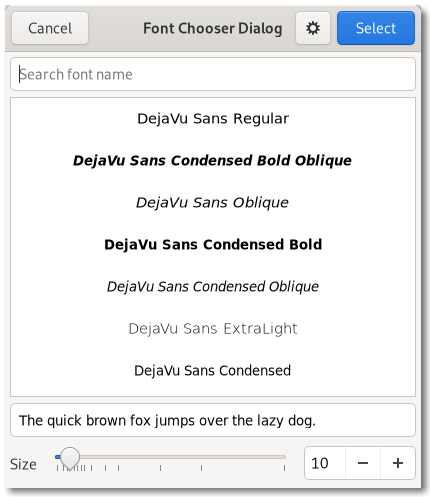 Cancel Font Chooser Dialog Select
Search font name
DejaVu Sans Regular
DejaVu Sans Condensed Bold Oblique
DejaVu Sans Oblique
DejaVu Sans Condensed Bold
DejaVu Sans Condensed Oblique
DejaVu Sans ExtraLight
DejaVu Sans Condensed
The quick brown fox jumps over the lazy dog.
Size 10 − +